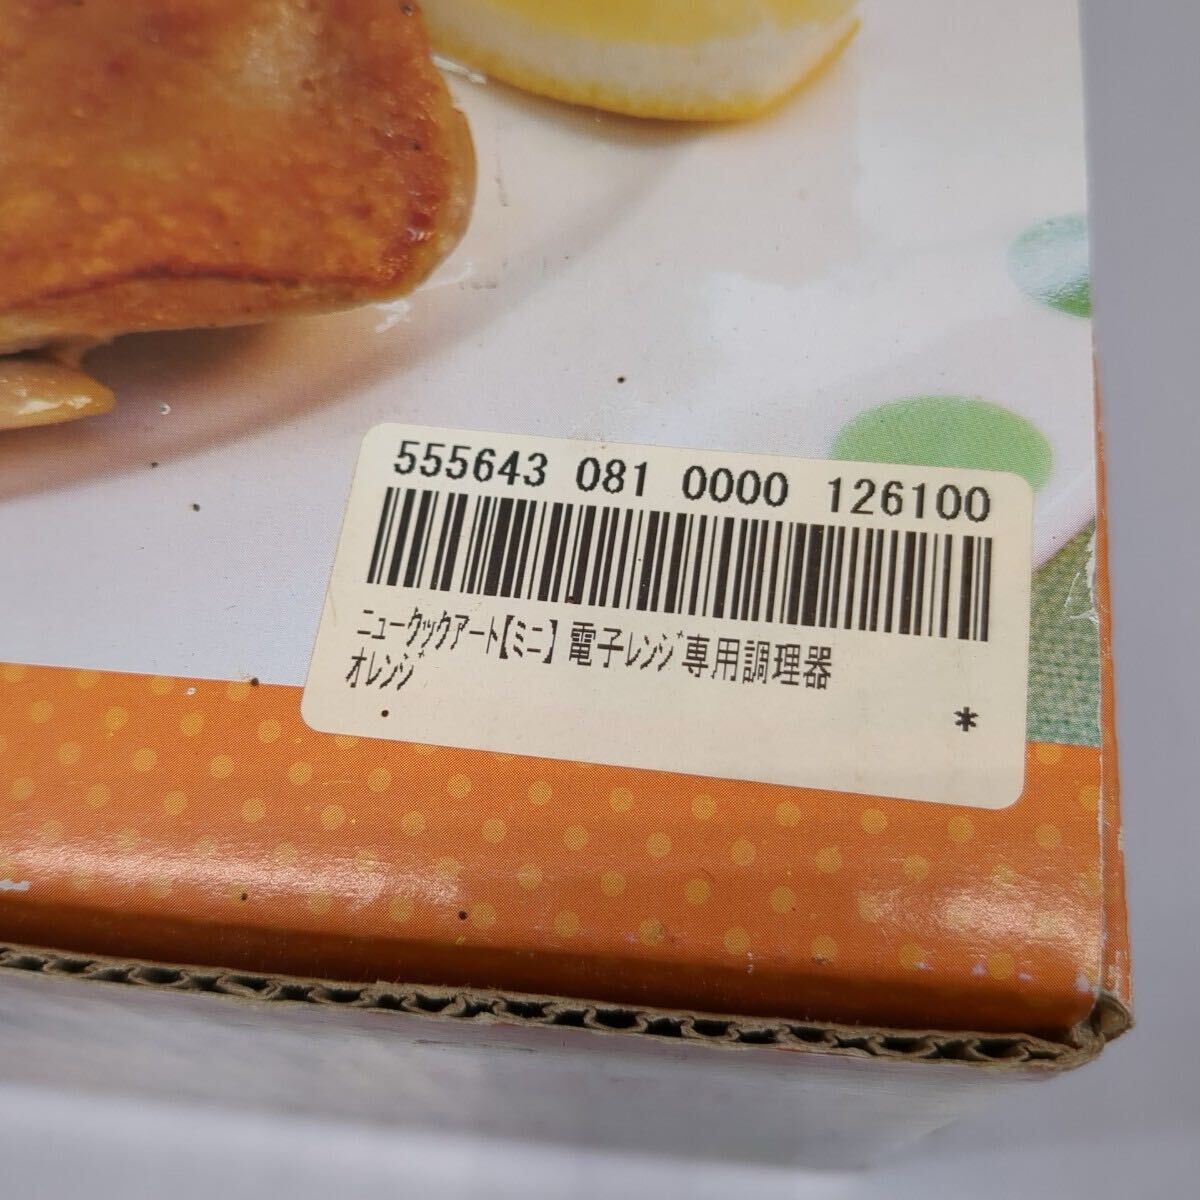 555643 081 0000 126100
ニュークックアート【ミニ】電子レンジ専用調理器
オレンジ
*